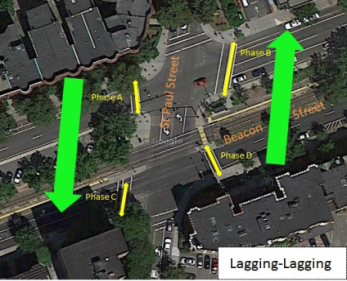 Phase B
Phase A
St Paul Street
Beacon Street
Phase D
Phase C
Lagging-Lagging